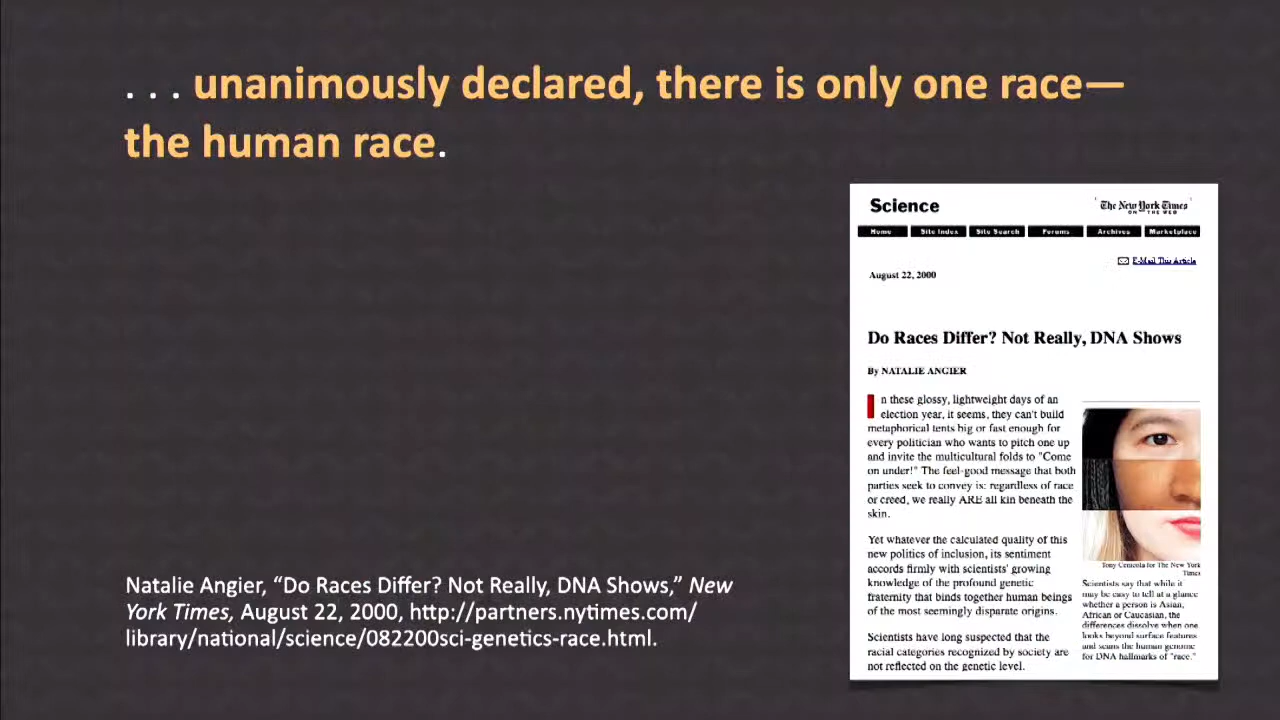 . . . unanimously declared, there is only one race—
the human race.
Science
The New York Times
ON THE WEB
Home Site Index Site Search Forums Archives Marketplace
E-Mail This Article
August 22, 2000
Do Races Differ? Not Really, DNA Shows
By NATALIE ANGIER
In these glossy, lightweight days of an
election year, it seems, they can't build
metaphorical tents big or fast enough for
every politician who wants to pitch one up
and invite the multicultural folds to "Come
on under!" The feel-good message that both
parties seek to convey is: regardless of race
or creed, we really ARE all kin beneath the
skin.
Yet whatever the calculated quality of this
new politics of inclusion, its sentiment
accords firmly with scientists' growing
knowledge of the profound genetic
fraternity that binds together human beings
of the most seemingly disparate origins.
Scientists have long suspected that the
racial categories recognized by society are
not reflected on the genetic level.
Tony Cenicola for The New York
Times
Scientists say that while it
may be easy to tell at a glance
whether a person is Asian,
African or Caucasian, the
differences dissolve when one
looks beyond surface features
and scans the human genome
for DNA hallmarks of "race."
Natalie Angier, “Do Races Differ? Not Really, DNA Shows,” New
York Times, August 22, 2000, http://partners.nytimes.com/
library/national/science/082200sci-genetics-race.html.